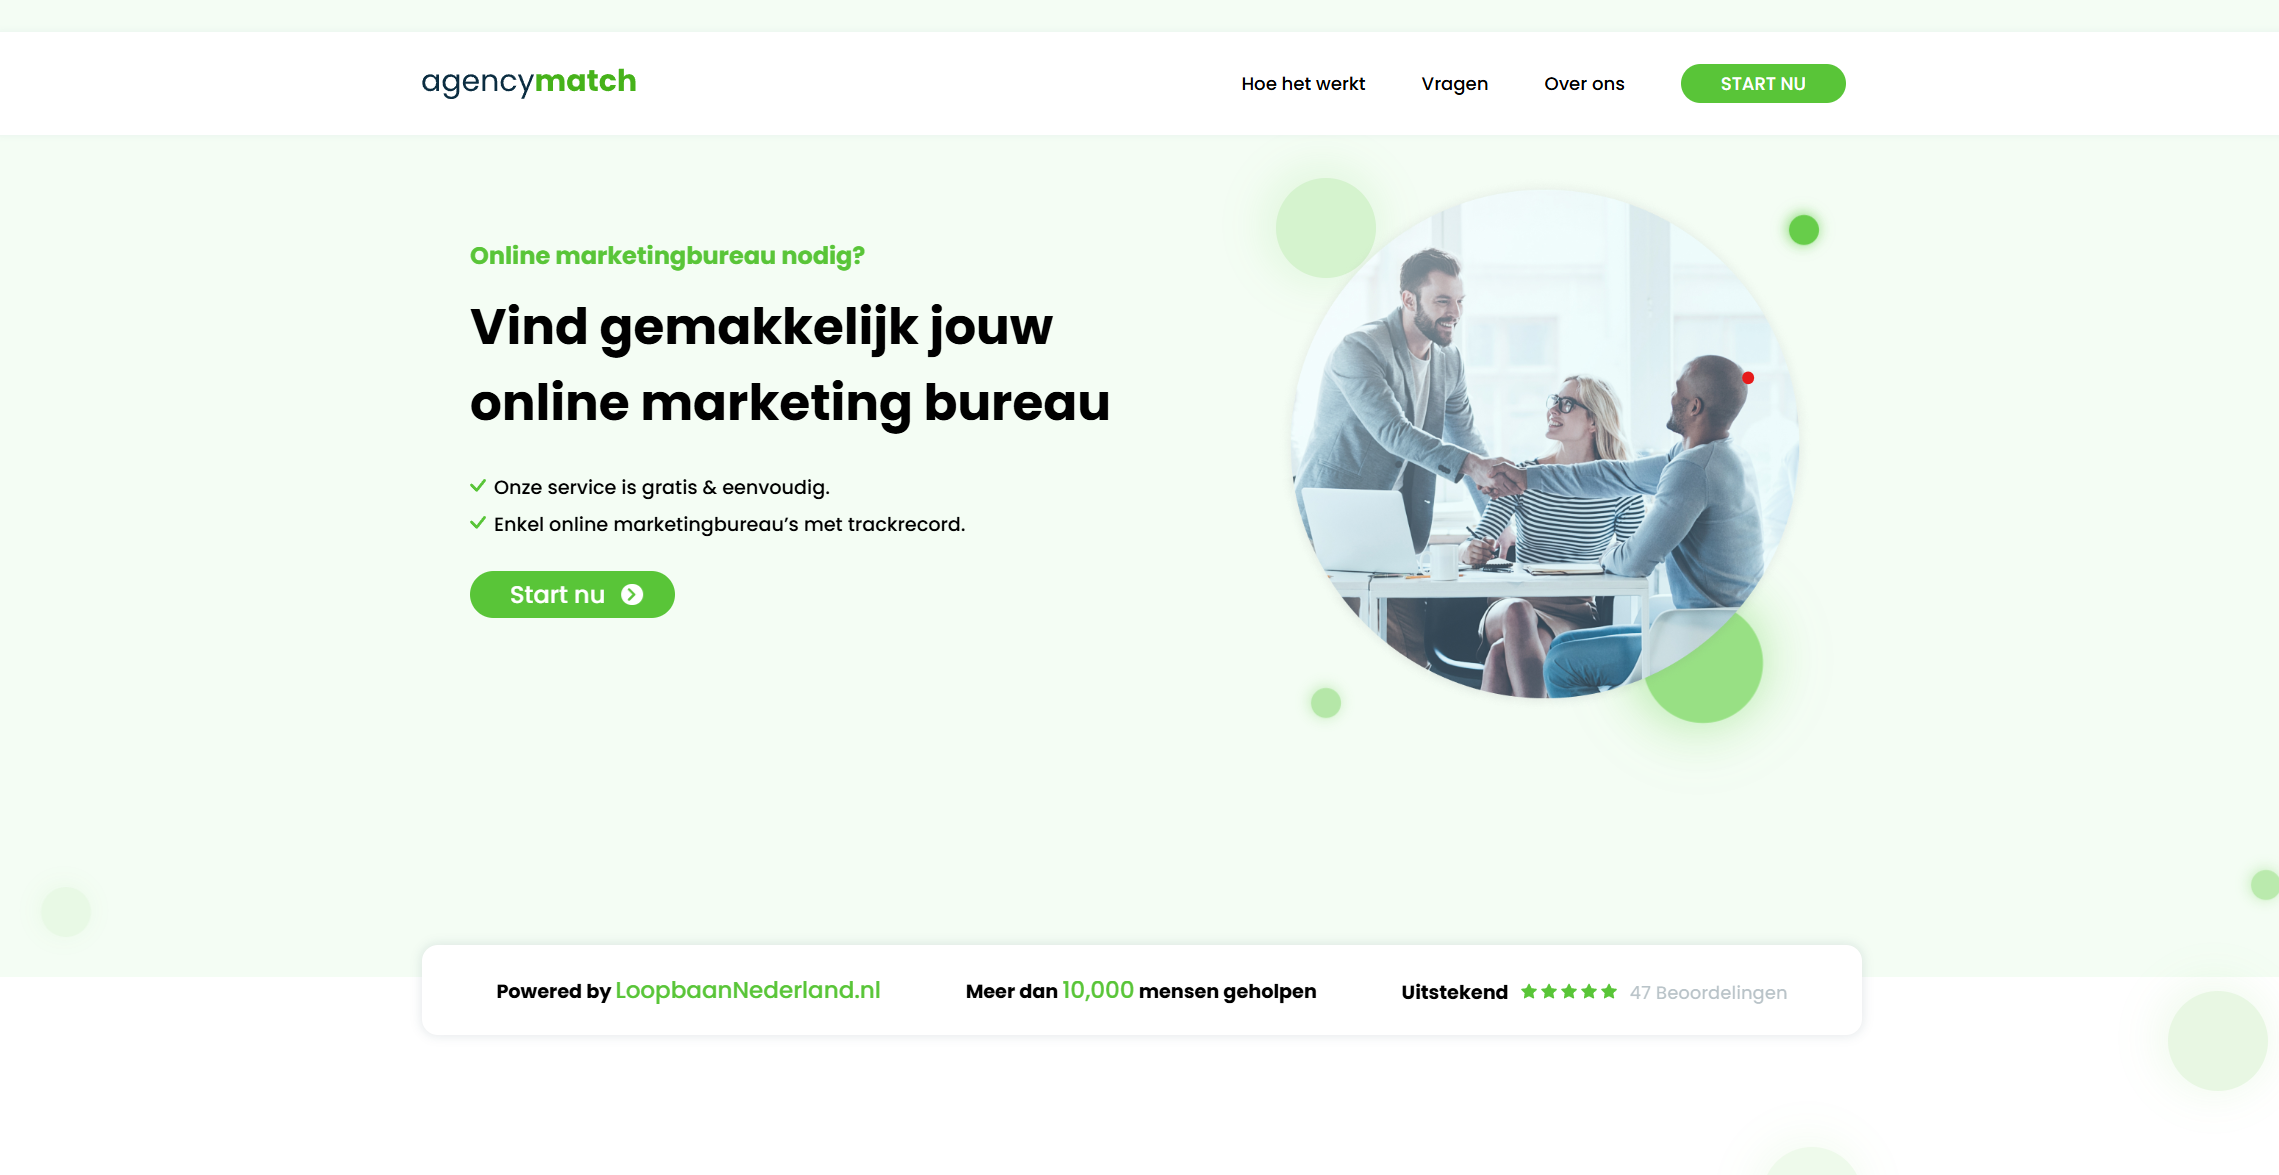 agencymatch
Hoe het werkt
Vragen
Over ons
START NU
Online marketingbureau nodig?
Vind gemakkelijk jouw
online marketing bureau
Onze service is gratis & eenvoudig.
Enkel online marketingbureau’s met trackrecord.
Start nu
Powered by LoopbaanNederland.nl
Meer dan 10,000 mensen geholpen
Uitstekend
47 Beoordelingen